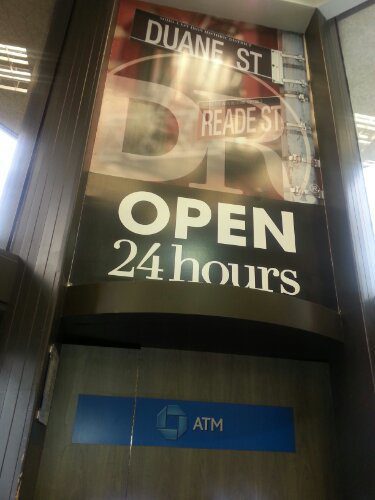 DUANE ST
READE ST
DR
OPEN
24 hours
ATM